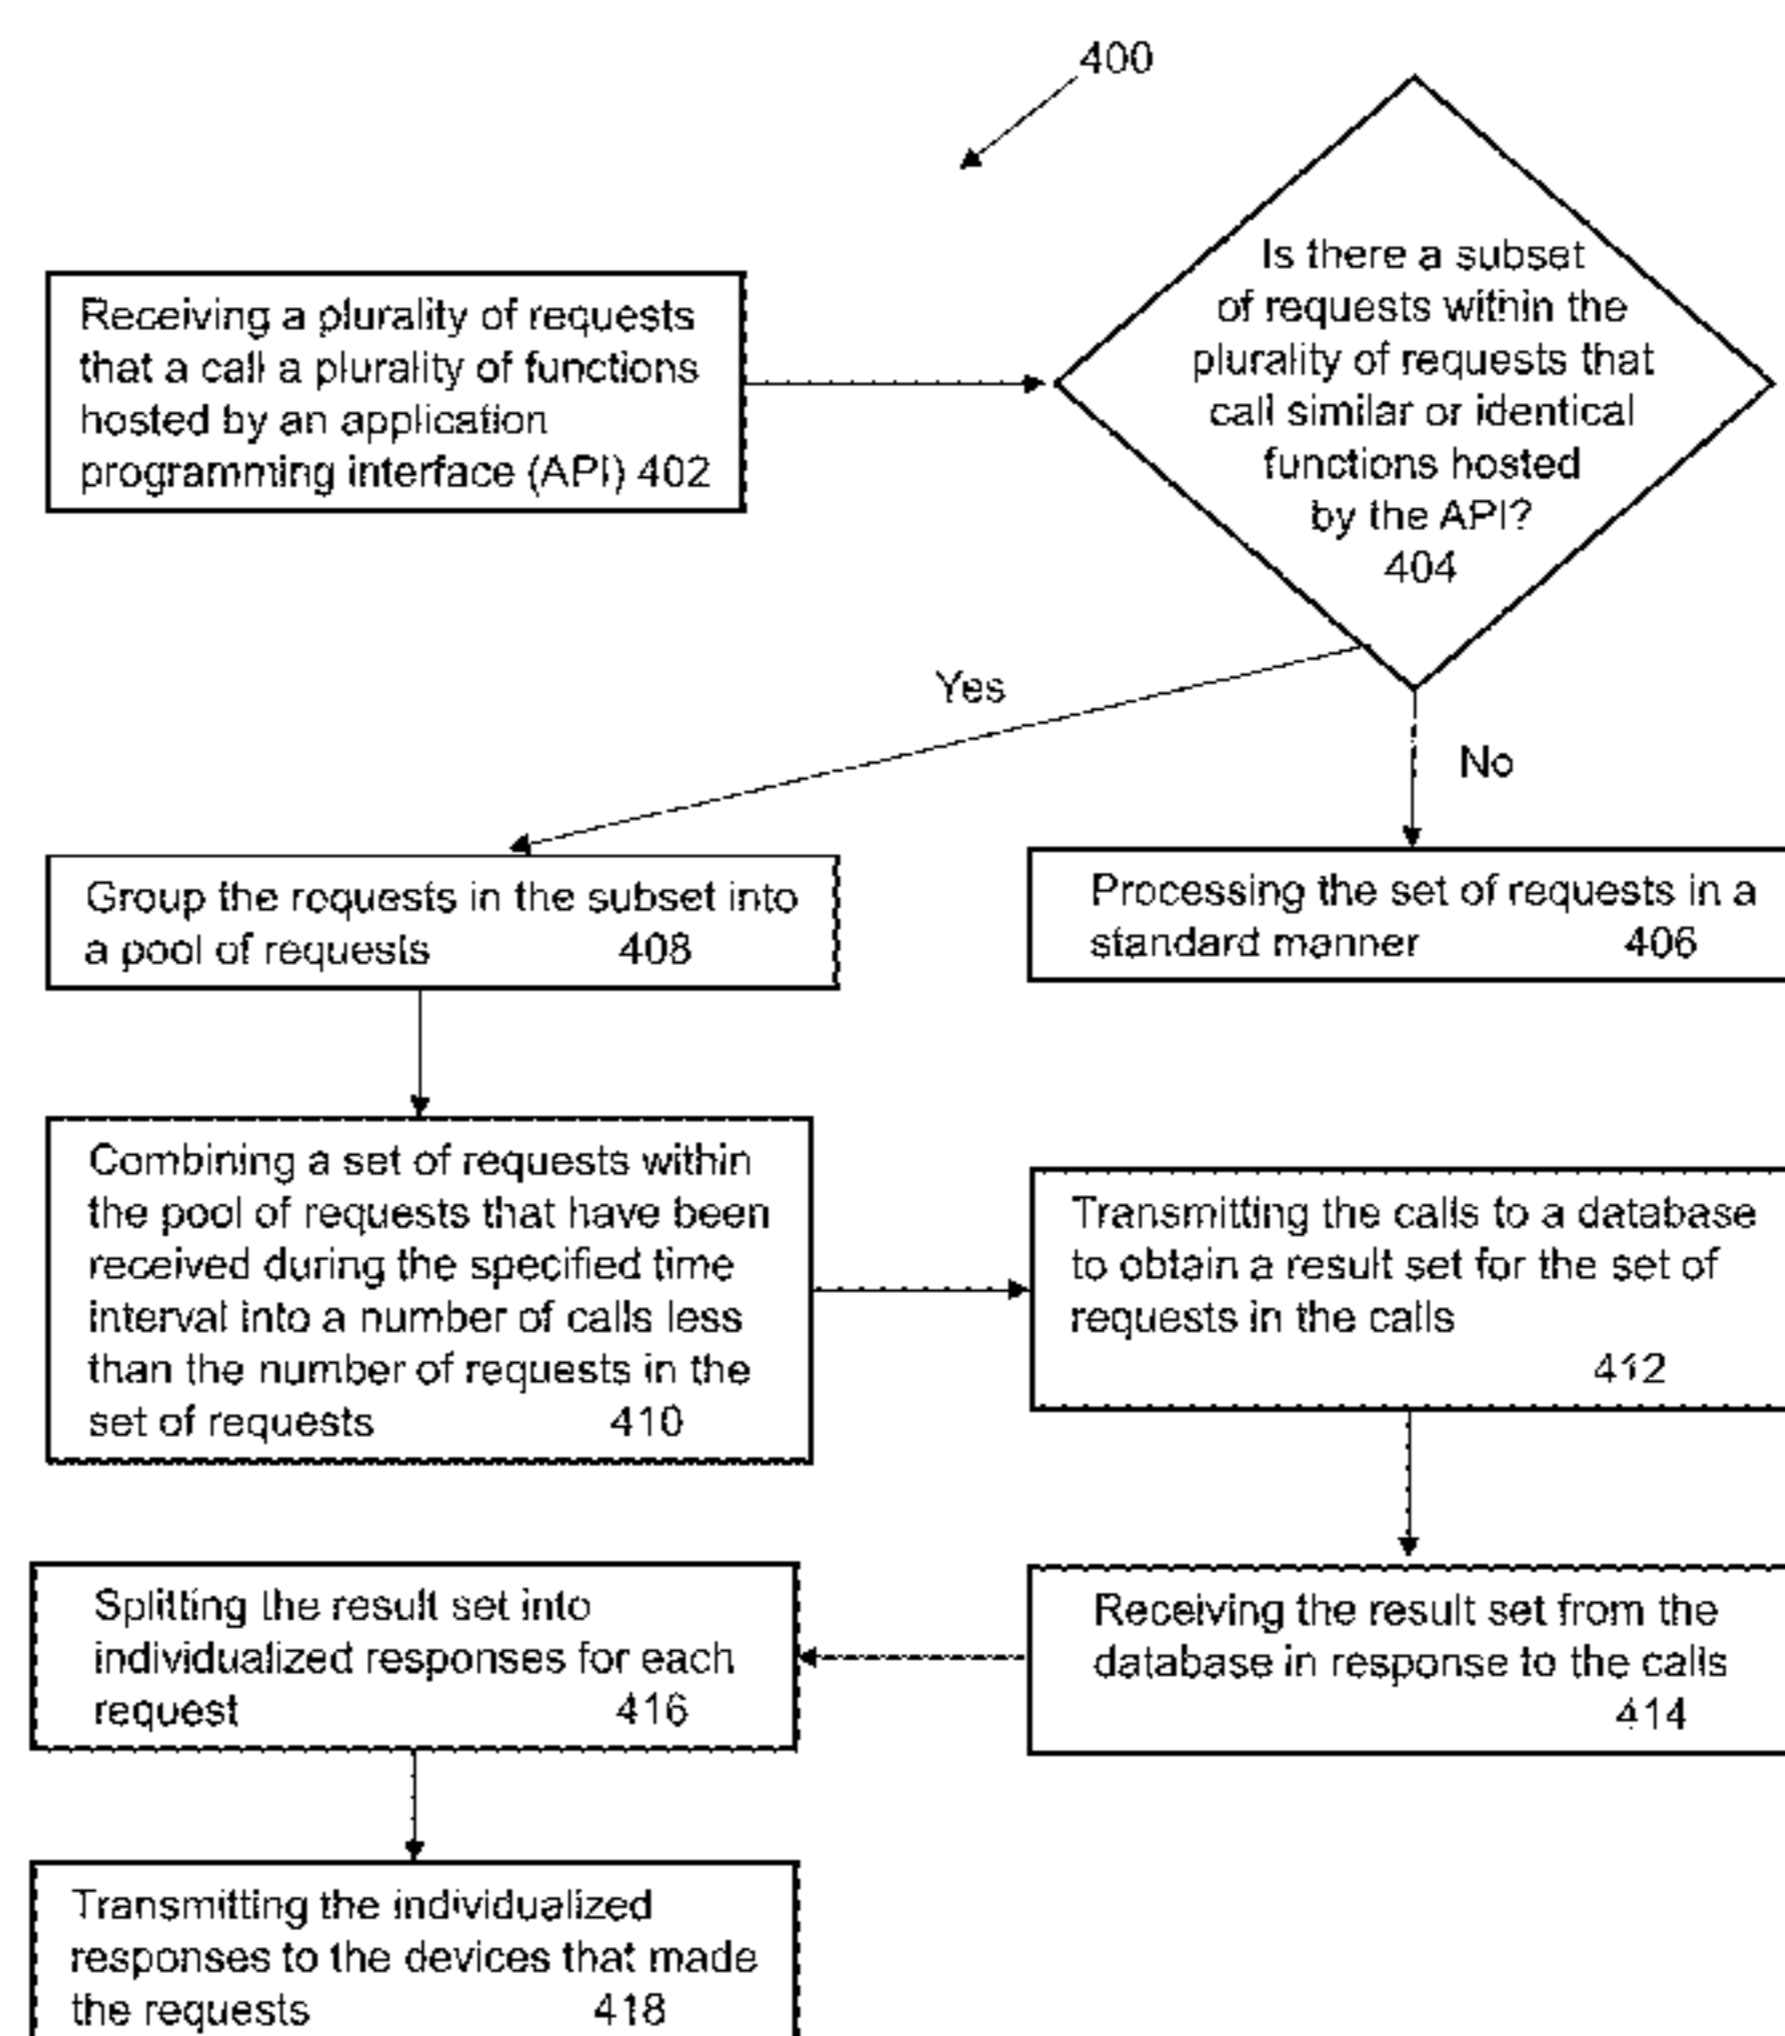 400
Receiving a plurality of requests
that a call a plurality of functions
hosted by an application
programming interface (API) 402
Is there a subset
of requests within the
plurality of requests that
call similar or identical
functions hosted
by the API?
404
Yes
No
Group the requests in the subset into
a pool of requests 408
Processing the set of requests in a
standard manner 406
Combining a set of requests within
the pool of requests that have been
received during the specified time
interval into a number of calls less
than the number of requests in the
set of requests 410
Transmitting the calls to a database
to obtain a result set for the set of
requests in the calls
412
Receiving the result set from the
database in response to the calls
414
Splitting the result set into
individualized responses for each
request 416
Transmitting the individualized
responses to the devices that made
the requests 418